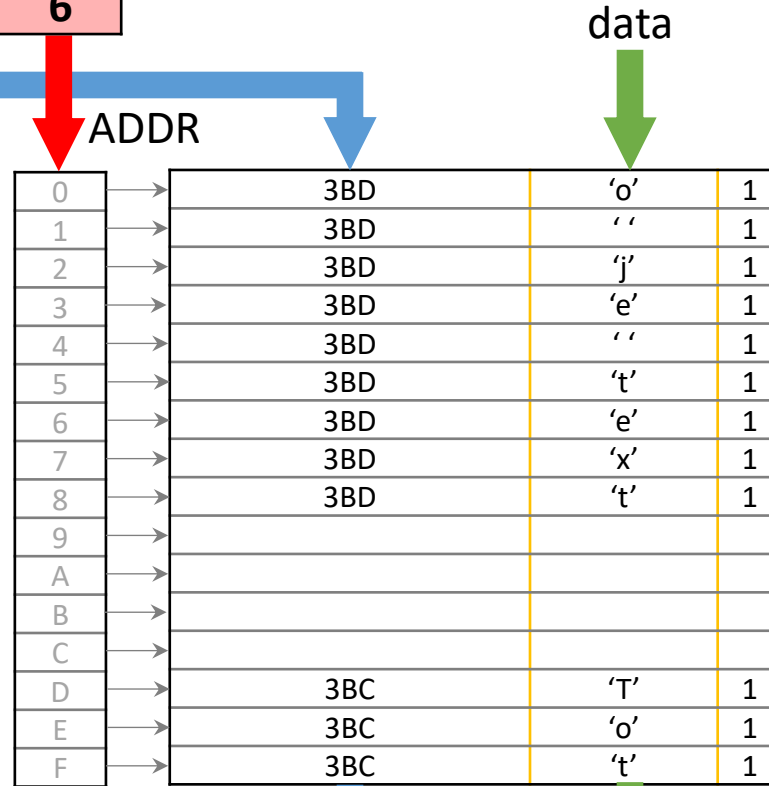 6
data
ADDR
0 3BD ‘o’ 1
1 3BD ‘ ‘ 1
2 3BD ‘j’ 1
3 3BD ‘e’ 1
4 3BD ‘ ‘ 1
5 3BD ‘t’ 1
6 3BD ‘e’ 1
7 3BD ‘x’ 1
8 3BD ‘t’ 1
9
A
B
C
D 3BC ‘T’ 1
E 3BC ‘o’ 1
F 3BC ‘t’ 1